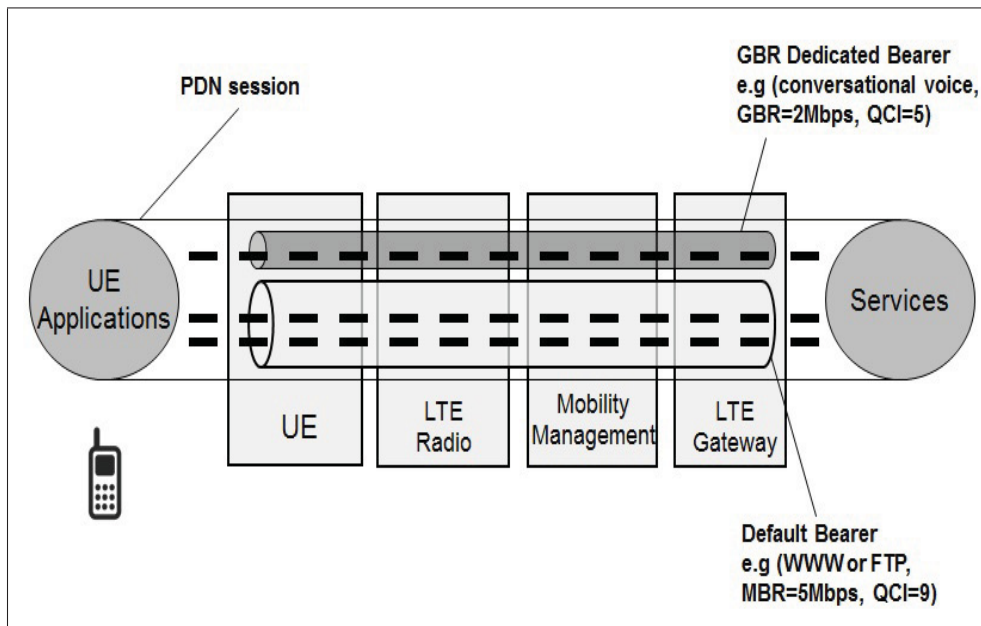 GBR Dedicated Bearer
e.g (conversational voice,
GBR=2Mbps, QCI=5)
PDN session
UE
Applications
Services
UE
LTE
Radio
Mobility
Management
LTE
Gateway
Default Bearer
e.g (WWW or FTP,
MBR=5Mbps, QCI=9)